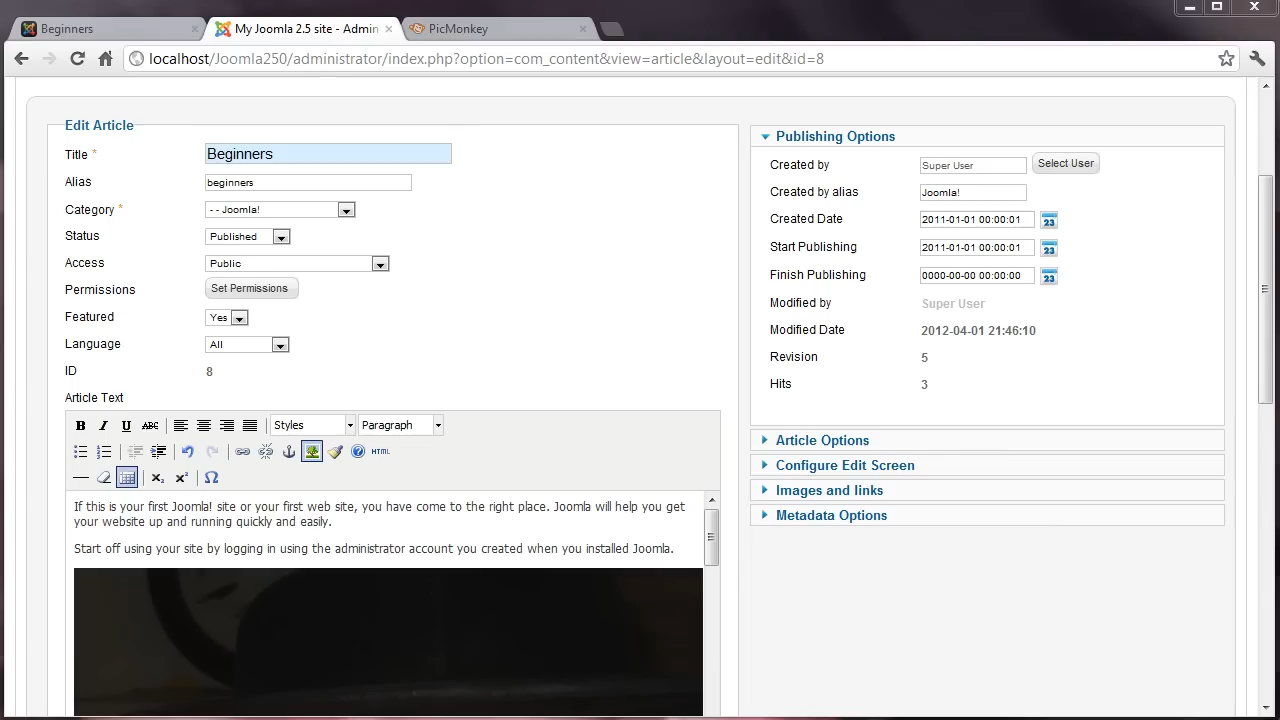 Beginners
My Joomla 2.5 site - Admin
PicMonkey
localhost/Joomla250/administrator/index.php?option=com_content&view=article&layout=edit&id=8
Edit Article
Title *
Beginners
Alias
beginners
Category *
- - Joomla!
Status
Published
Access
Public
Permissions
Set Permissions
Featured
Yes
Language
All
ID
8
Article Text
B I U ABC
Styles
Paragraph
HTML
x₂ x² Ω
If this is your first Joomla! site or your first web site, you have come to the right place. Joomla will help you get
your website up and running quickly and easily.
Start off using your site by logging in using the administrator account you created when you installed Joomla.
Publishing Options
Created by
Super User
Select User
Created by alias
Joomla!
Created Date
2011-01-01 00:00:01
23
Start Publishing
2011-01-01 00:00:01
23
Finish Publishing
0000-00-00 00:00:00
23
Modified by
Super User
Modified Date
2012-04-01 21:46:10
Revision
5
Hits
3
Article Options
Configure Edit Screen
Images and links
Metadata Options